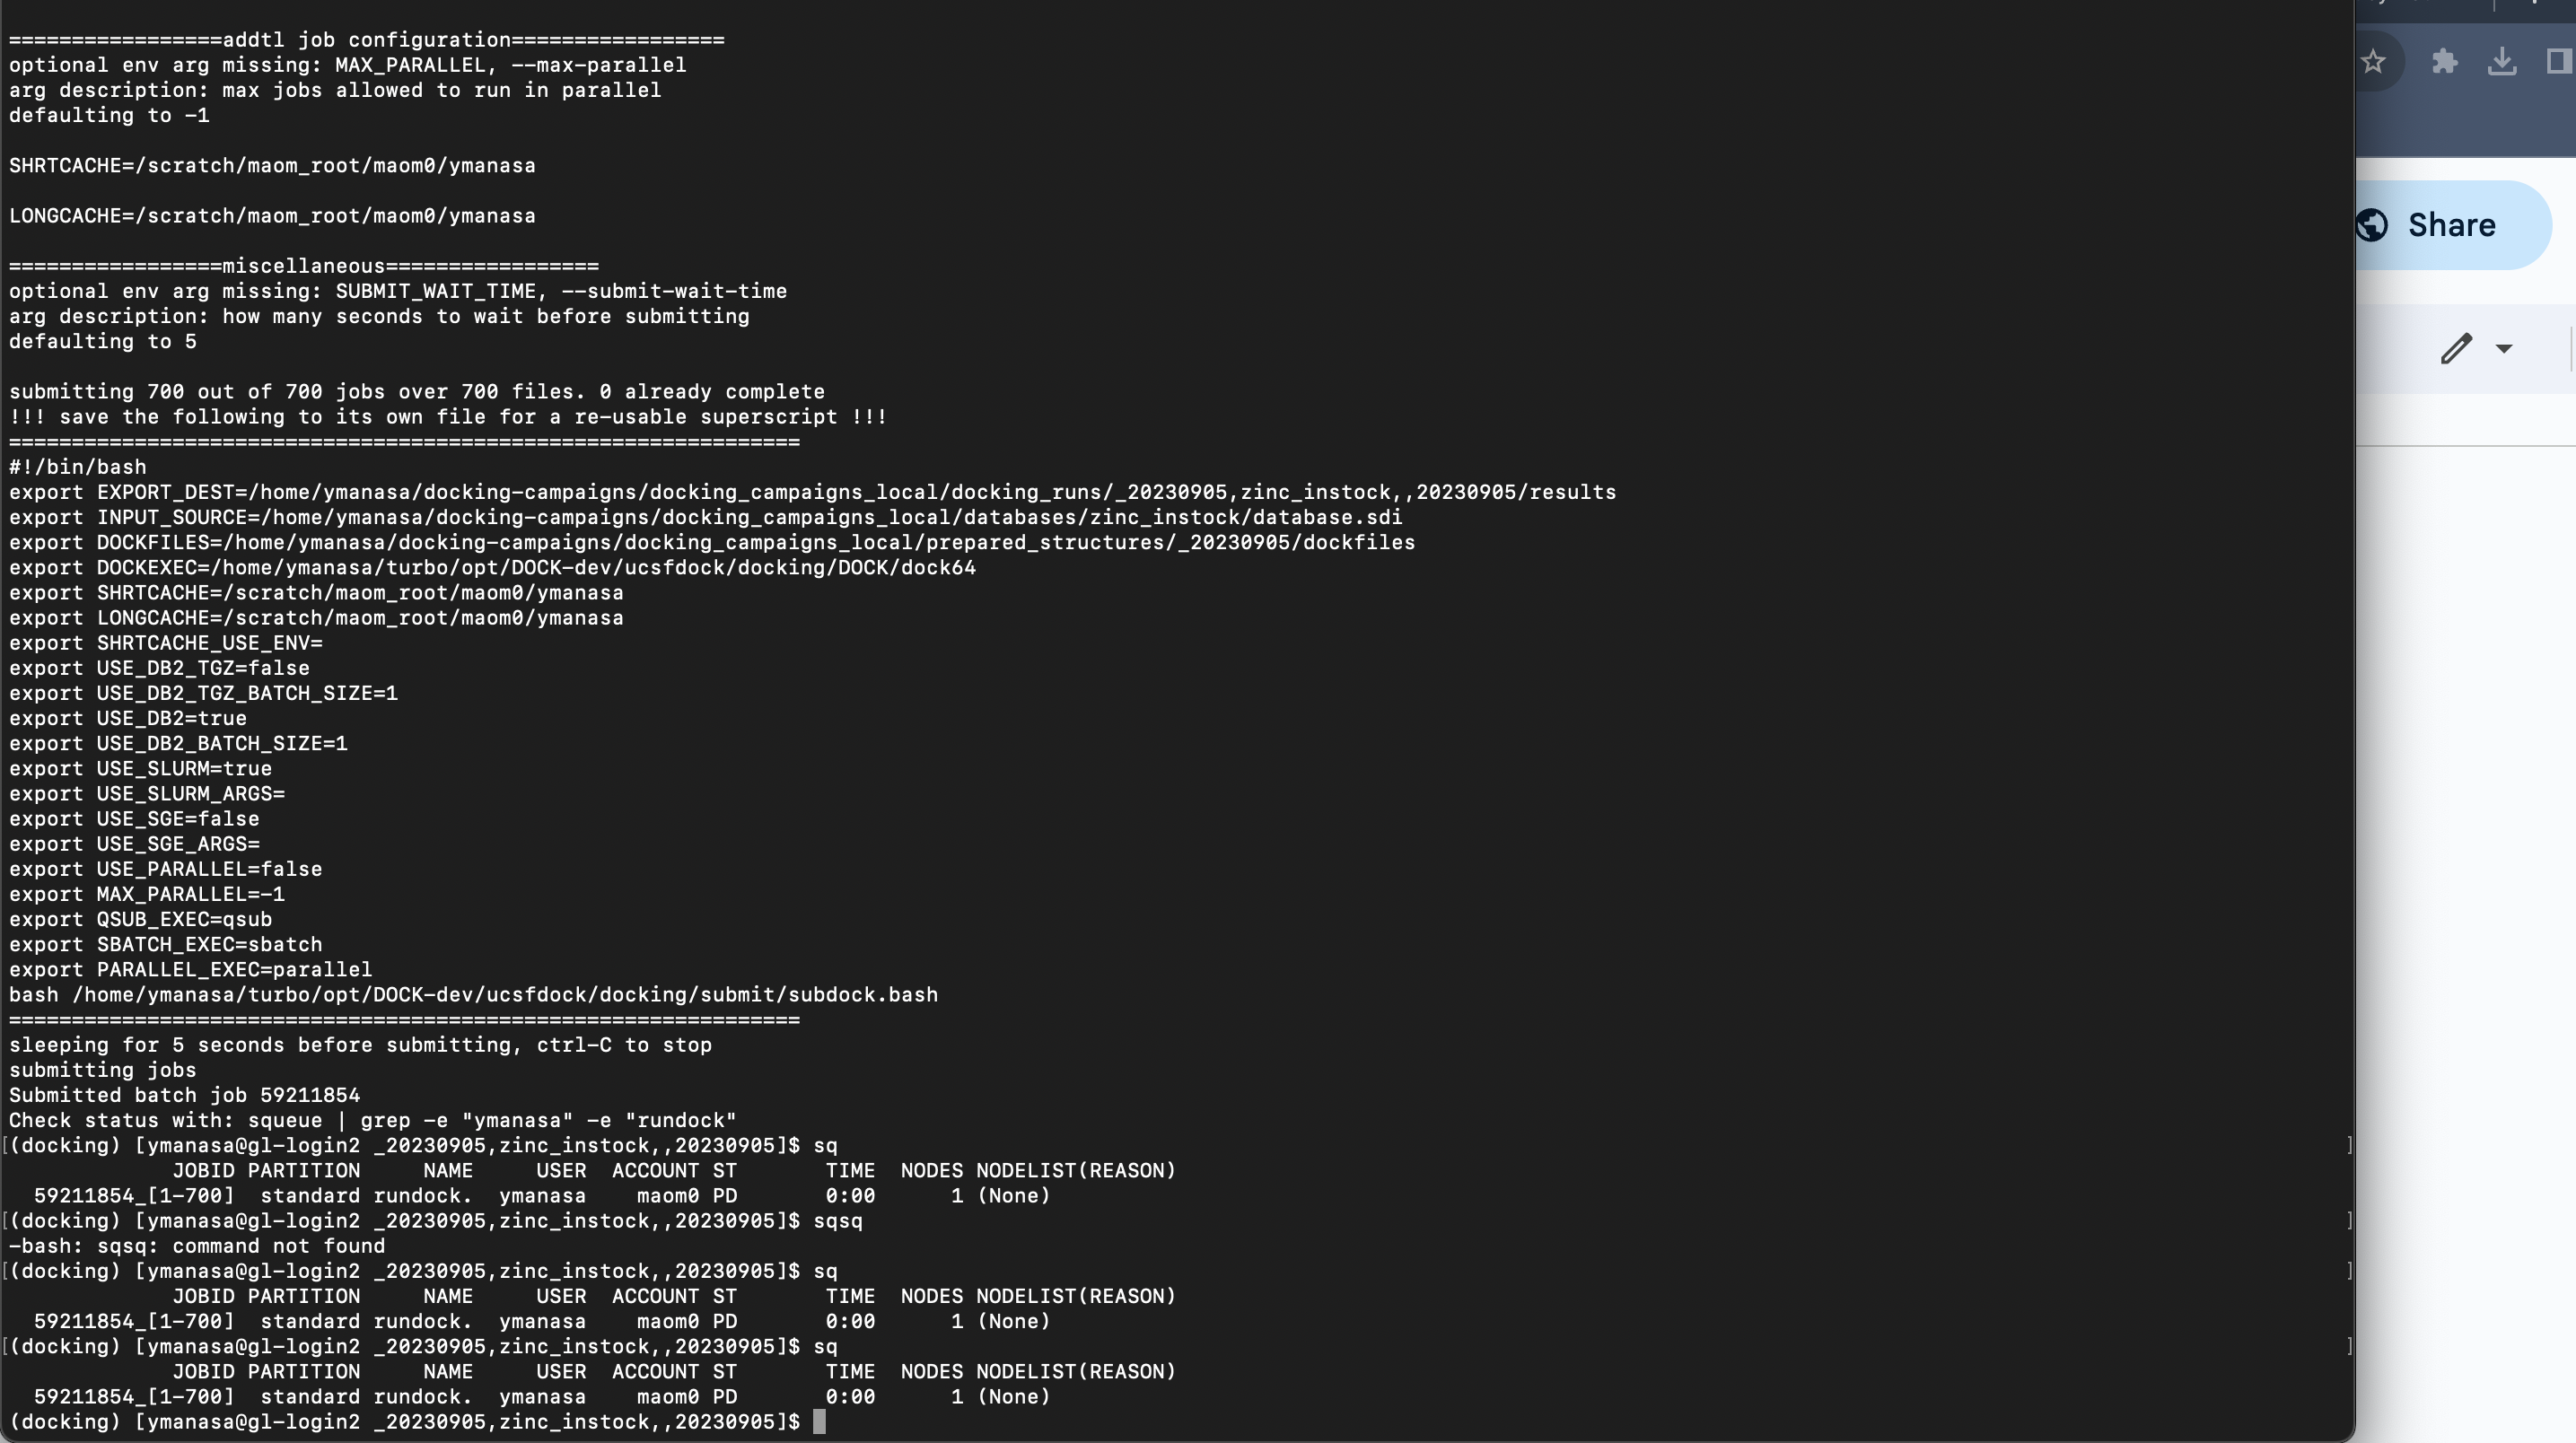 =================addtl job configuration=================
optional env arg missing: MAX_PARALLEL, --max-parallel
arg description: max jobs allowed to run in parallel
defaulting to -1
SHRTCACHE=/scratch/maom_root/maom0/ymanasa
LONGCACHE=/scratch/maom_root/maom0/ymanasa
Share
=================miscellaneous=================
optional env arg missing: SUBMIT_WAIT_TIME, --submit-wait-time
arg description: how many seconds to wait before submitting
defaulting to 5
submitting 700 out of 700 jobs over 700 files. 0 already complete
!!! save the following to its own file for a re-usable superscript !!!
===============================================================
#!/bin/bash
export EXPORT_DEST=/home/ymanasa/docking-campaigns/docking_campaigns_local/docking_runs/_20230905,zinc_instock,,20230905/results
export INPUT_SOURCE=/home/ymanasa/docking-campaigns/docking_campaigns_local/databases/zinc_instock/database.sdi
export DOCKFILES=/home/ymanasa/docking-campaigns/docking_campaigns_local/prepared_structures/_20230905/dockfiles
export DOCKEXEC=/home/ymanasa/turbo/opt/DOCK-dev/ucsfdock/docking/DOCK/dock64
export SHRTCACHE=/scratch/maom_root/maom0/ymanasa
export LONGCACHE=/scratch/maom_root/maom0/ymanasa
export SHRTCACHE_USE_ENV=
export USE_DB2_TGZ=false
export USE_DB2_TGZ_BATCH_SIZE=1
export USE_DB2=true
export USE_DB2_BATCH_SIZE=1
export USE_SLURM=true
export USE_SLURM_ARGS=
export USE_SGE=false
export USE_SGE_ARGS=
export USE_PARALLEL=false
export MAX_PARALLEL=-1
export QSUB_EXEC=qsub
export SBATCH_EXEC=sbatch
export PARALLEL_EXEC=parallel
bash /home/ymanasa/turbo/opt/DOCK-dev/ucsfdock/docking/submit/subdock.bash
===============================================================
sleeping for 5 seconds before submitting, ctrl-C to stop
submitting jobs
Submitted batch job 59211854
Check status with: squeue | grep -e "ymanasa" -e "rundock"
[(docking) [ymanasa@gl-login2 _20230905,zinc_instock,,20230905]$ sq ]
JOBID PARTITION NAME USER ACCOUNT ST TIME NODES NODELIST(REASON)
59211854_[1-700] standard rundock. ymanasa maom0 PD 0:00 1 (None)
[(docking) [ymanasa@gl-login2 _20230905,zinc_instock,,20230905]$ sqsq ]
-bash: sqsq: command not found
[(docking) [ymanasa@gl-login2 _20230905,zinc_instock,,20230905]$ sq ]
JOBID PARTITION NAME USER ACCOUNT ST TIME NODES NODELIST(REASON)
59211854_[1-700] standard rundock. ymanasa maom0 PD 0:00 1 (None)
[(docking) [ymanasa@gl-login2 _20230905,zinc_instock,,20230905]$ sq ]
JOBID PARTITION NAME USER ACCOUNT ST TIME NODES NODELIST(REASON)
59211854_[1-700] standard rundock. ymanasa maom0 PD 0:00 1 (None)
(docking) [ymanasa@gl-login2 _20230905,zinc_instock,,20230905]$